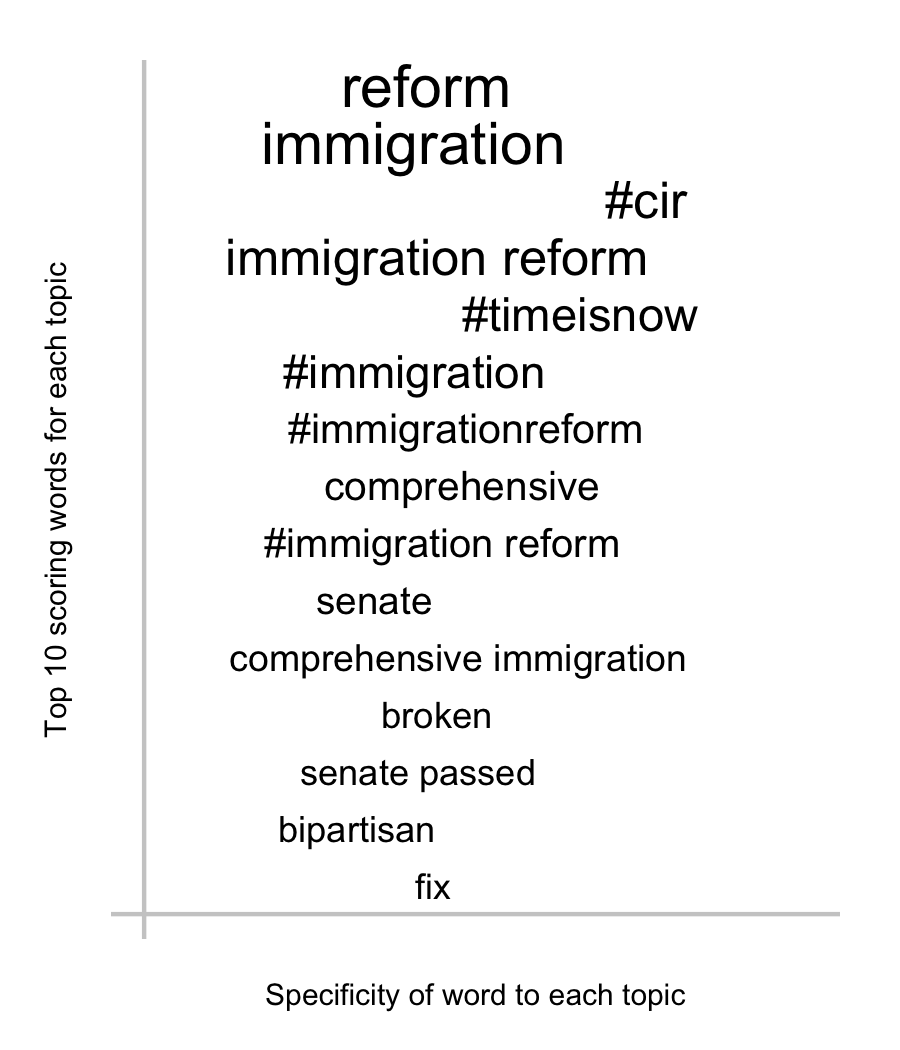 reform
immigration
#cir
immigration reform
#timeisnow
#immigration
#immigrationreform
comprehensive
#immigration reform
senate
comprehensive immigration
broken
senate passed
bipartisan
fix
Top 10 scoring words for each topic
Specificity of word to each topic